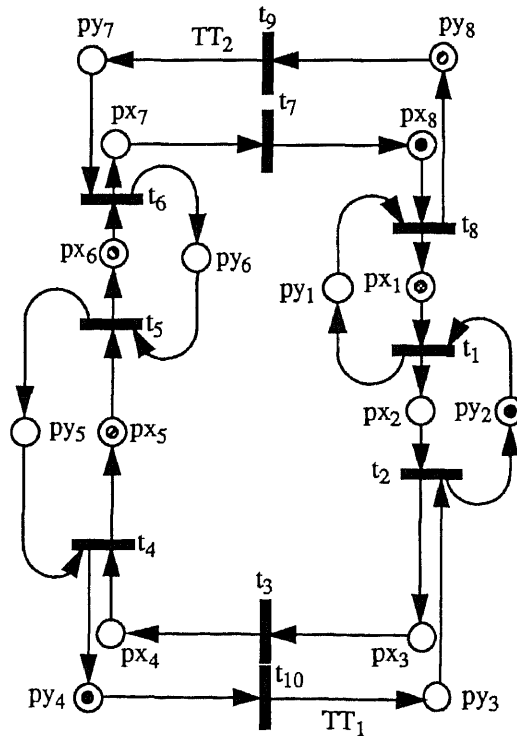 t₉
py₇ TT₂ py₈
t₇
px₇ px₈
t₆ t₈
px₆ py₆ py₁ px₁
t₅ t₁
py₅ px₅ px₂ py₂
t₂
t₄ t₃
px₄ px₃
t₁₀
py₄ TT₁ py₃